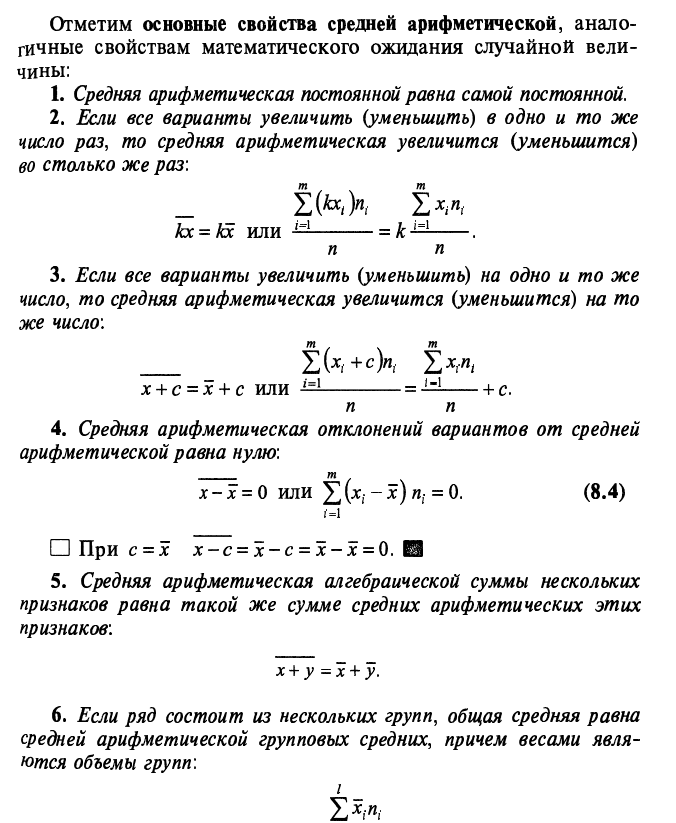 Отметим основные свойства средней арифметической, анало-
гичные свойствам математического ожидания случайной вели-
чины:
1. Средняя арифметическая постоянной равна самой постоянной.
2. Если все варианты увеличить (уменьшить) в одно и то же
число раз, то средняя арифметическая увеличится (уменьшится)
во столько же раз:
$\overline{kx} = k\overline{x}$ или $\frac{\sum_{i=1}^{m}(kx_i)n_i}{n} = k\frac{\sum_{i=1}^{m}x_i n_i}{n}$.
3. Если все варианты увеличить (уменьшить) на одно и то же
число, то средняя арифметическая увеличится (уменьшится) на то
же число:
$\overline{x+c} = \overline{x} + c$ или $\frac{\sum_{i=1}^{m}(x_i+c)n_i}{n} = \frac{\sum_{i=1}^{m}x_i n_i}{n} + c$.
4. Средняя арифметическая отклонений вариантов от средней
арифметической равна нулю:
$\overline{x-\overline{x}} = 0$ или $\sum_{i=1}^{m}(x_i-\overline{x})n_i = 0$. (8.4)
□ При $c = \overline{x}$ $\overline{x-c} = \overline{x} - c = \overline{x} - \overline{x} = 0$. ■
5. Средняя арифметическая алгебраической суммы нескольких
признаков равна такой же сумме средних арифметических этих
признаков:
$\overline{x+y} = \overline{x} + \overline{y}$.
6. Если ряд состоит из нескольких групп, общая средняя равна
средней арифметической групповых средних, причем весами явля-
ются объемы групп:
$\sum^{l}\overline{x}_i n_i$